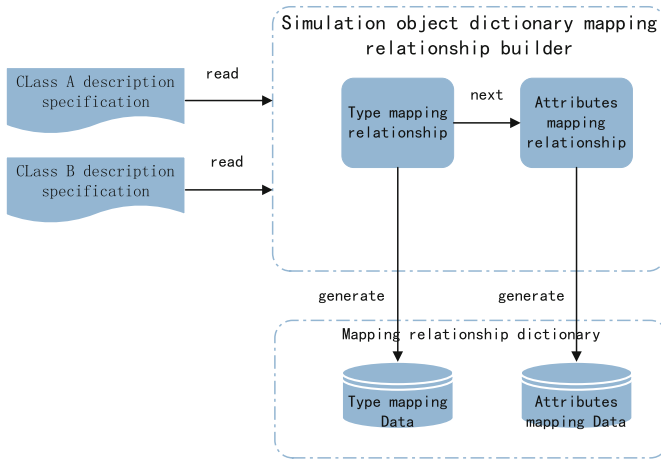 Simulation object dictionary mapping
relationship builder
CLass A description
specification
read
CLass B description
specification
read
Type mapping
relationship
next
Attributes
mapping
relationship
generate
generate
Mapping relationship dictionary
Type mapping
Data
Attributes
mapping Data